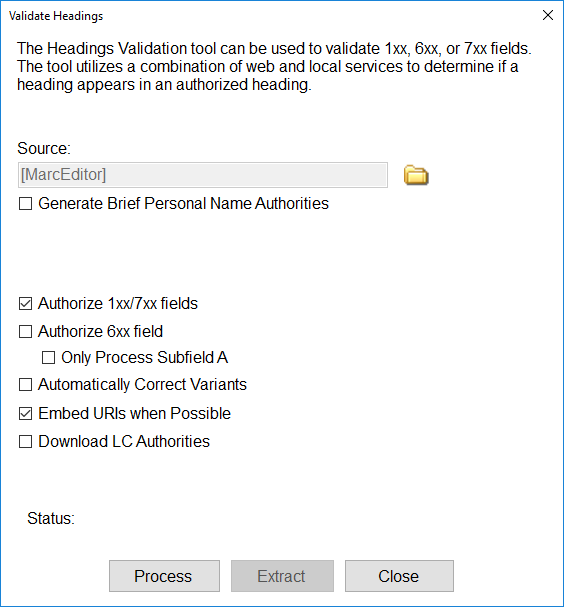 Validate Headings
The Headings Validation tool can be used to validate 1xx, 6xx, or 7xx fields.
The tool utilizes a combination of web and local services to determine if a
heading appears in an authorized heading.
Source:
[MarcEditor]
Generate Brief Personal Name Authorities
Authorize 1xx/7xx fields
Authorize 6xx field
Only Process Subfield A
Automatically Correct Variants
Embed URIs when Possible
Download LC Authorities
Status:
Process Extract Close